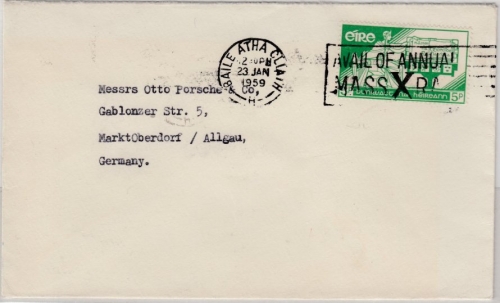 BAILE ATHA CLIATH
23 JAN
1959
H
éire
AVAIL OF ANNUAL
MASS X RA
5P
Messrs Otto Porsche Co,
Gablonzer Str. 5,
MarktOberdorf / Allgau,
Germany.